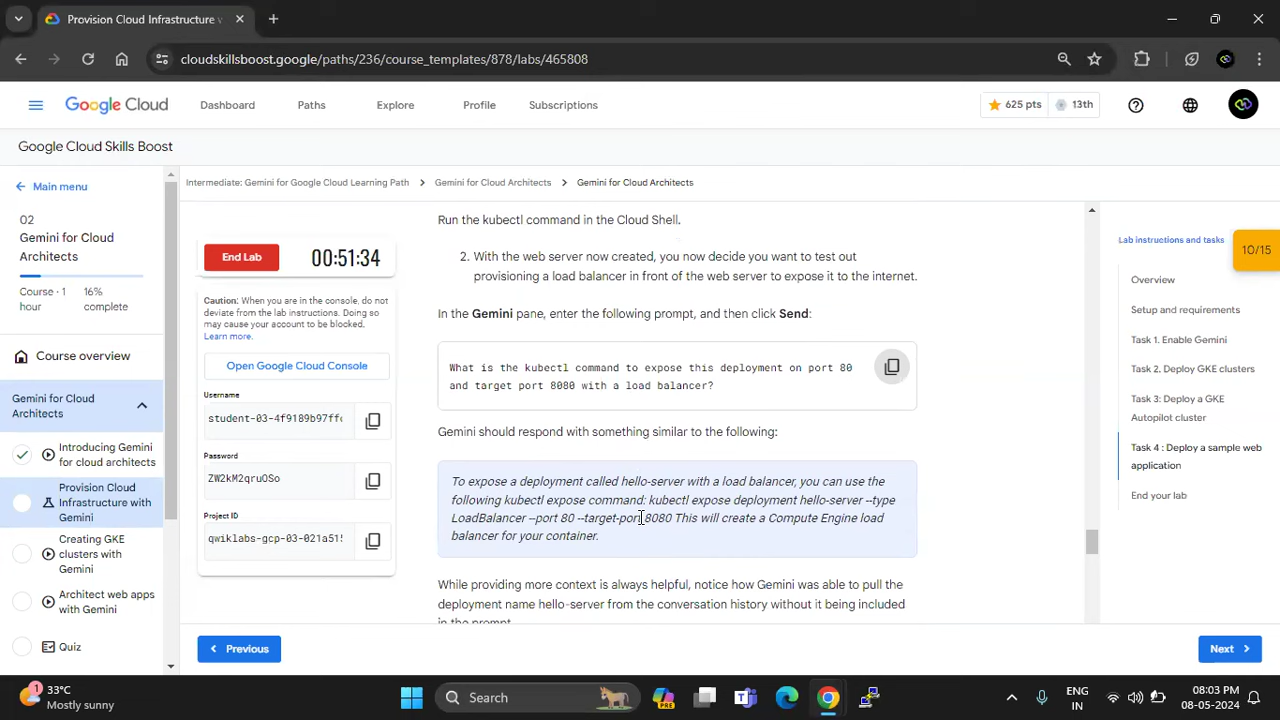 Provision Cloud Infrastructure w
cloudskillsboost.google/paths/236/course_templates/878/labs/465808
Google Cloud
Dashboard
Paths
Explore
Profile
Subscriptions
625 pts
13th
Google Cloud Skills Boost
Main menu
02
Gemini for Cloud
Architects
Course · 1
hour
16%
complete
Course overview
Gemini for Cloud
Architects
Introducing Gemini
for cloud architects
Provision Cloud
Infrastructure with
Gemini
Creating GKE
clusters with
Gemini
Architect web apps
with Gemini
Quiz
Intermediate: Gemini for Google Cloud Learning Path
Gemini for Cloud Architects
Gemini for Cloud Architects
End Lab
00:51:34
Caution: When you are in the console, do not
deviate from the lab instructions. Doing so
may cause your account to be blocked.
Learn more.
Open Google Cloud Console
Username
student-03-4f9189b97ff
Password
ZW2kM2qruOSo
Project ID
qwiklabs-gcp-03-021a51
Run the kubectl command in the Cloud Shell.
2. With the web server now created, you now decide you want to test out
provisioning a load balancer in front of the web server to expose it to the internet.
In the Gemini pane, enter the following prompt, and then click Send:
What is the kubectl command to expose this deployment on port 80
and target port 8080 with a load balancer?
Gemini should respond with something similar to the following:
To expose a deployment called hello-server with a load balancer, you can use the
following kubectl expose command: kubectl expose deployment hello-server --type
LoadBalancer --port 80 --target-port 8080 This will create a Compute Engine load
balancer for your container.
While providing more context is always helpful, notice how Gemini was able to pull the
deployment name hello-server from the conversation history without it being included
in the prompt.
Lab instructions and tasks
10/15
Overview
Setup and requirements
Task 1. Enable Gemini
Task 2. Deploy GKE clusters
Task 3: Deploy a GKE
Autopilot cluster
Task 4 : Deploy a sample web
application
End your lab
Previous
Next
1
33°C
Mostly sunny
Search
PRE
ENG
IN
08:03 PM
08-05-2024